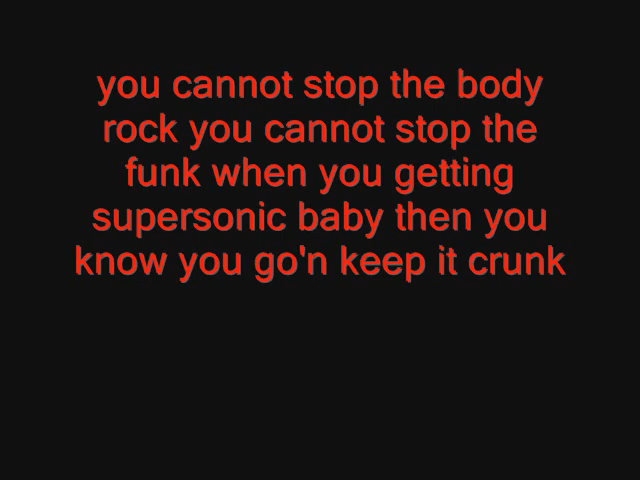 you cannot stop the body
rock you cannot stop the
funk when you getting
supersonic baby then you
know you go'n keep it crunk